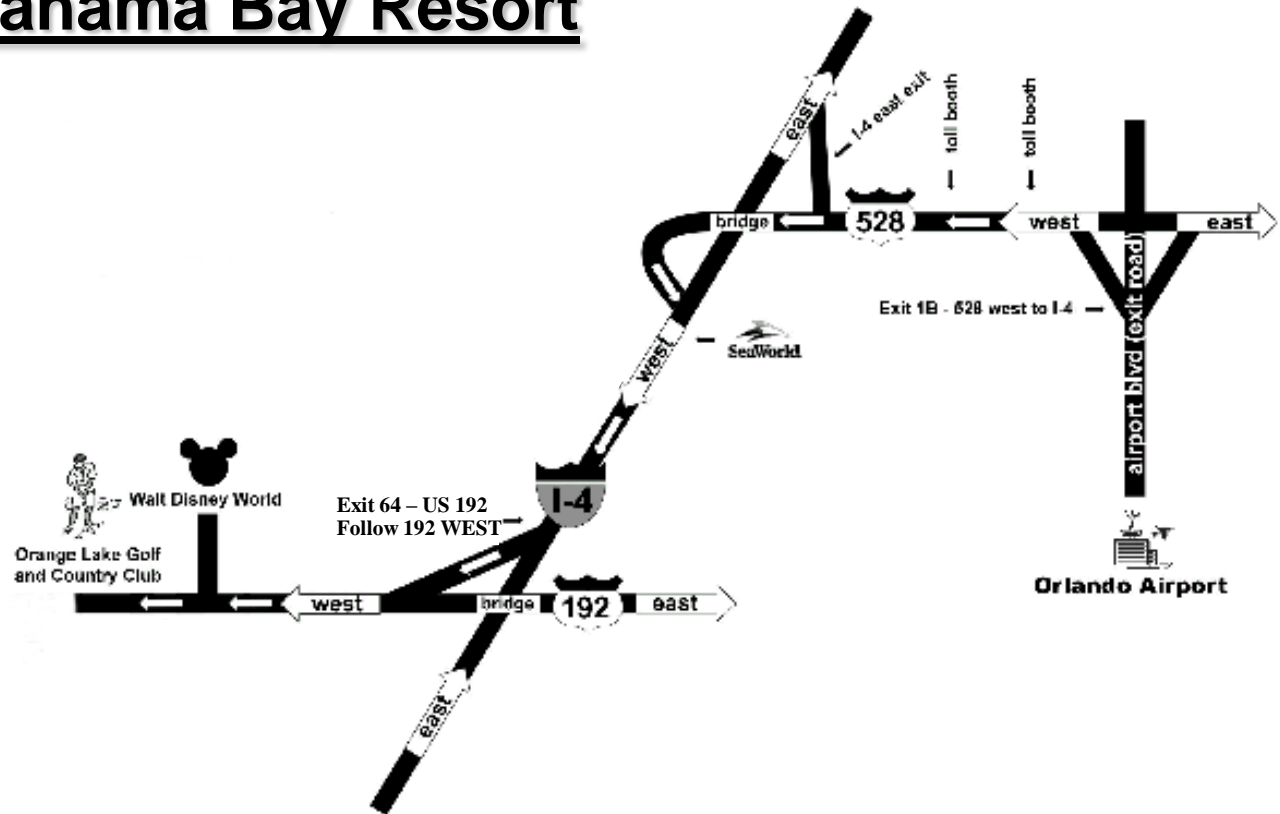 anama Bay Resort
east
I-4 east exit
toll booth
toll booth
bridge
528
west
east
Exit 1B - 528 west to I-4
airport blvd (exit road)
SeaWorld
west
Walt Disney World
Exit 64 – US 192
Follow 192 WEST
I-4
Orange Lake Golf
and Country Club
Orlando Airport
west
bridge
192
east
east